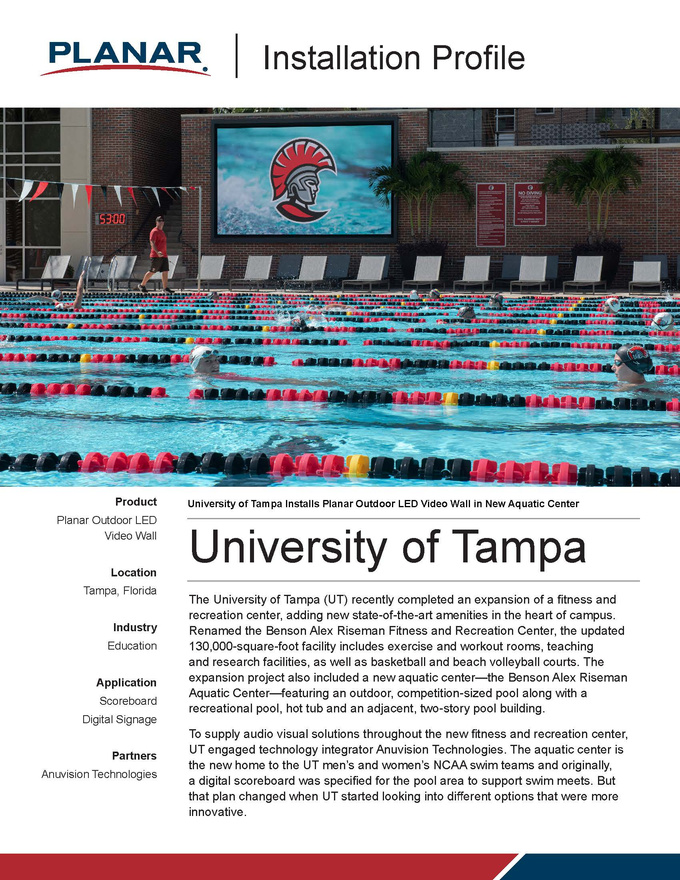 PLANAR
Installation Profile
53:00
NO DIVING
Product
Planar Outdoor LED
Video Wall
Location
Tampa, Florida
Industry
Education
Application
Scoreboard
Digital Signage
Partners
Anuvision Technologies
University of Tampa Installs Planar Outdoor LED Video Wall in New Aquatic Center
University of Tampa
The University of Tampa (UT) recently completed an expansion of a fitness and
recreation center, adding new state-of-the-art amenities in the heart of campus.
Renamed the Benson Alex Riseman Fitness and Recreation Center, the updated
130,000-square-foot facility includes exercise and workout rooms, teaching
and research facilities, as well as basketball and beach volleyball courts. The
expansion project also included a new aquatic center—the Benson Alex Riseman
Aquatic Center—featuring an outdoor, competition-sized pool along with a
recreational pool, hot tub and an adjacent, two-story pool building.
To supply audio visual solutions throughout the new fitness and recreation center,
UT engaged technology integrator Anuvision Technologies. The aquatic center is
the new home to the UT men’s and women’s NCAA swim teams and originally,
a digital scoreboard was specified for the pool area to support swim meets. But
that plan changed when UT started looking into different options that were more
innovative.